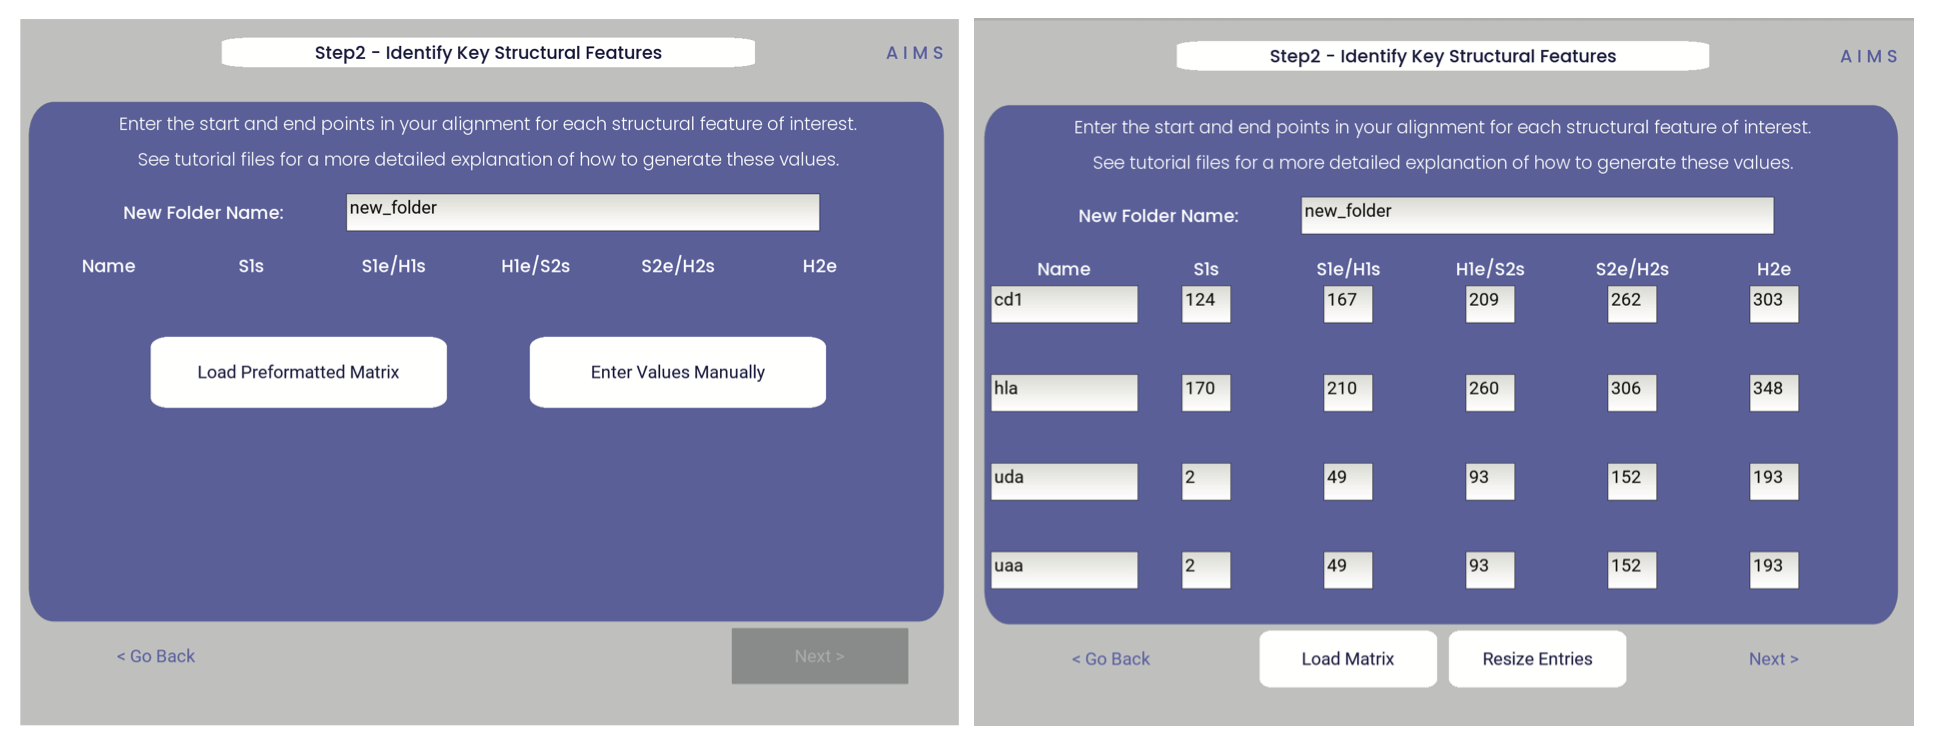 Step2 - Identify Key Structural Features
A I M S
Enter the start and end points in your alignment for each structural feature of interest.
See tutorial files for a more detailed explanation of how to generate these values.
New Folder Name: new_folder
Name S1s S1e/H1s H1e/S2s S2e/H2s H2e
Load Preformatted Matrix Enter Values Manually
< Go Back Next >
Step2 - Identify Key Structural Features
A I M S
Enter the start and end points in your alignment for each structural feature of interest.
See tutorial files for a more detailed explanation of how to generate these values.
New Folder Name: new_folder
Name S1s S1e/H1s H1e/S2s S2e/H2s H2e
cd1 124 167 209 262 303
hla 170 210 260 306 348
uda 2 49 93 152 193
uaa 2 49 93 152 193
< Go Back Load Matrix Resize Entries Next >